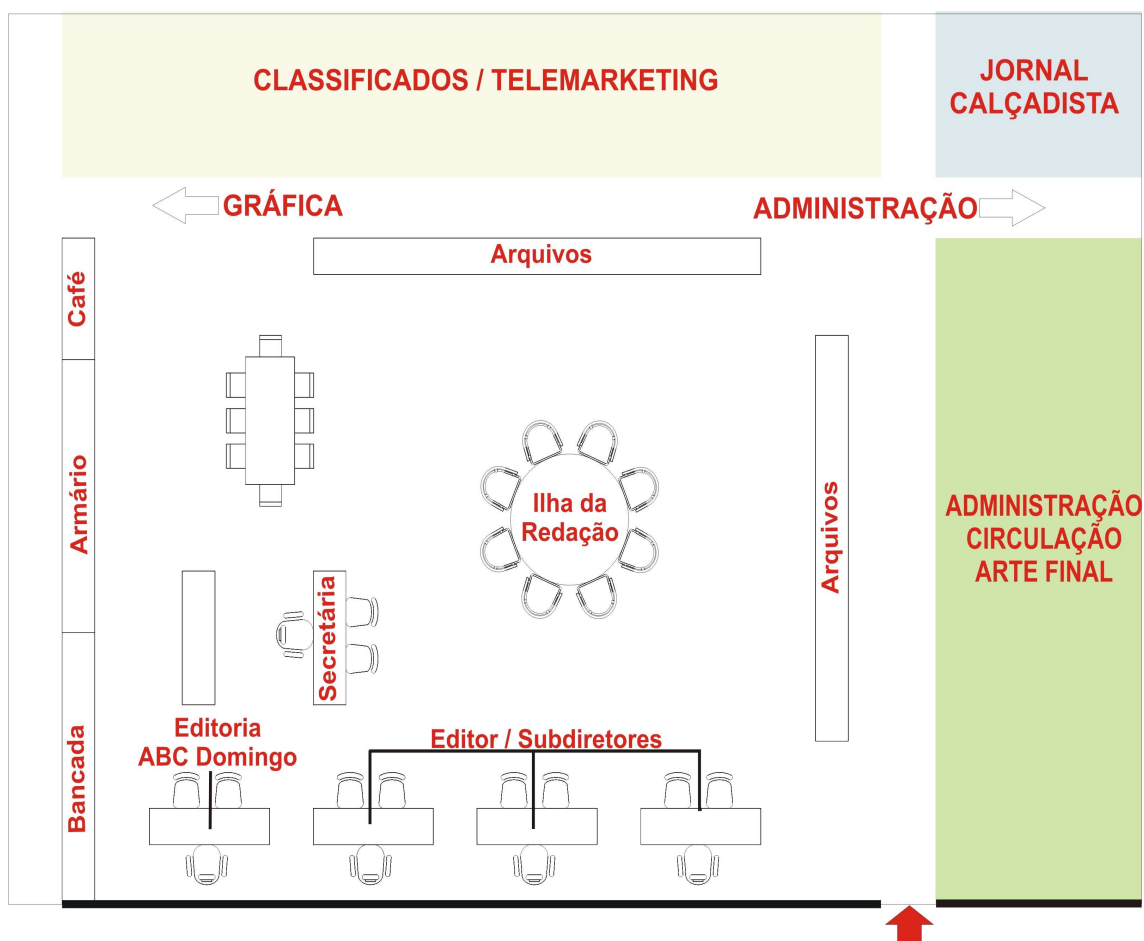 CLASSIFICADOS / TELEMARKETING
JORNAL
CALÇADISTA
GRÁFICA
ADMINISTRAÇÃO
Arquivos
Café
Armário
Bancada
Ilha da
Redação
Arquivos
ADMINISTRAÇÃO
CIRCULAÇÃO
ARTE FINAL
Secretária
Editoria
ABC Domingo
Editor / Subdiretores